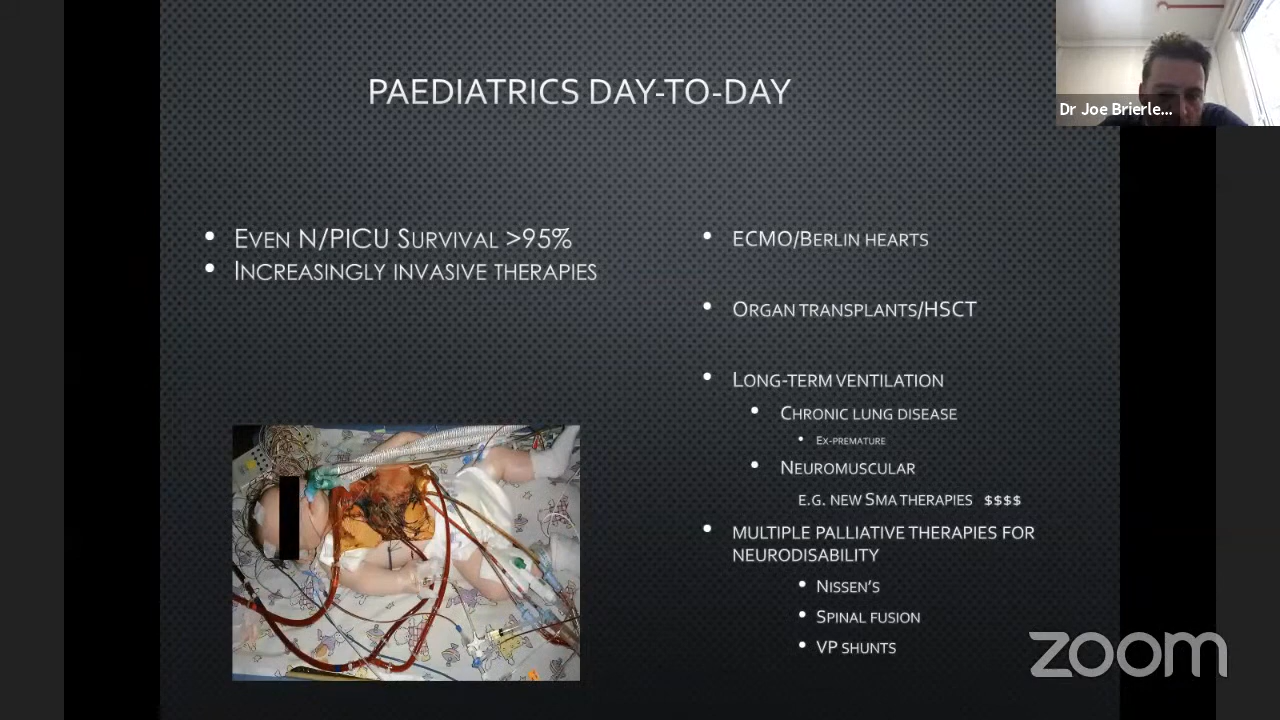 PAEDIATRICS DAY-TO-DAY
Dr Joe Brierle...
• EVEN N/PICU SURVIVAL >95%
• INCREASINGLY INVASIVE THERAPIES
• ECMO/BERLIN HEARTS
• ORGAN TRANSPLANTS/HSCT
• LONG-TERM VENTILATION
• CHRONIC LUNG DISEASE
• EX-PREMATURE
• NEUROMUSCULAR
E.G. NEW SMA THERAPIES $$$$
• MULTIPLE PALLIATIVE THERAPIES FOR
NEURODISABILITY
• NISSEN'S
• SPINAL FUSION
• VP SHUNTS
zoom